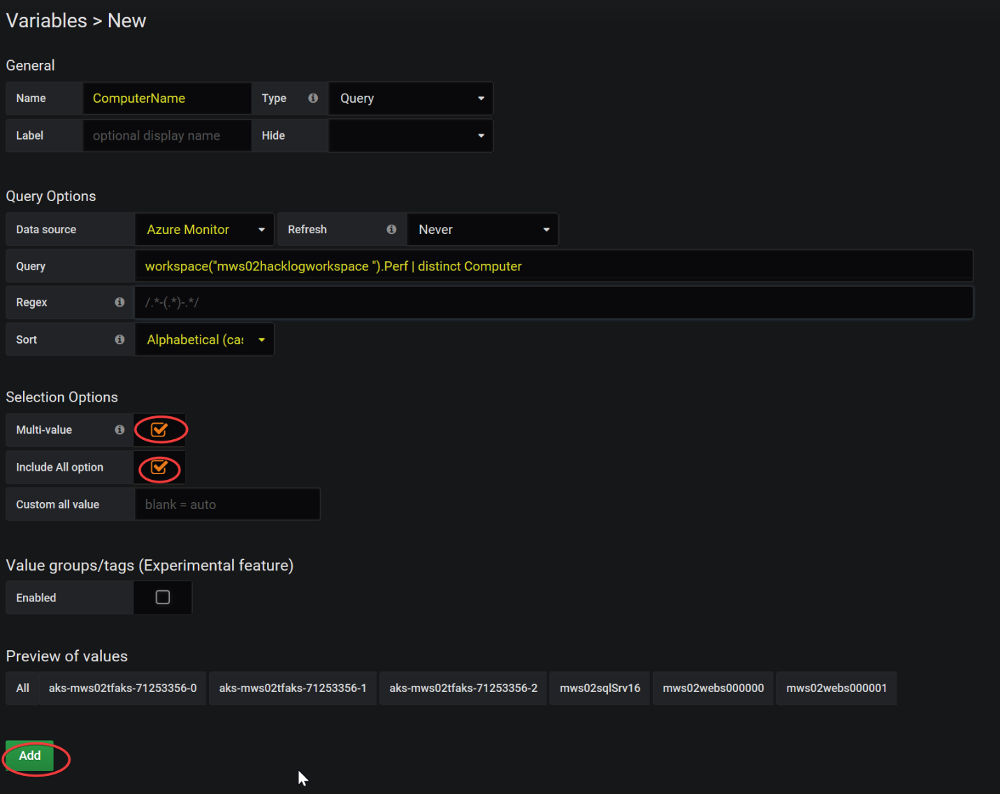 Variables > New
General
Name ComputerName Type Query
Label optional display name Hide
Query Options
Data source Azure Monitor Refresh Never
Query workspace("mws02hacklogworkspace ").Perf | distinct Computer
Regex /.*-(.*)-.*/
Sort Alphabetical (cas
Selection Options
Multi-value
Include All option
Custom all value blank = auto
Value groups/tags (Experimental feature)
Enabled
Preview of values
All aks-mws02tfaks-71253356-0 aks-mws02tfaks-71253356-1 aks-mws02tfaks-71253356-2 mws02sqlSrv16 mws02webs000000 mws02webs000001
Add